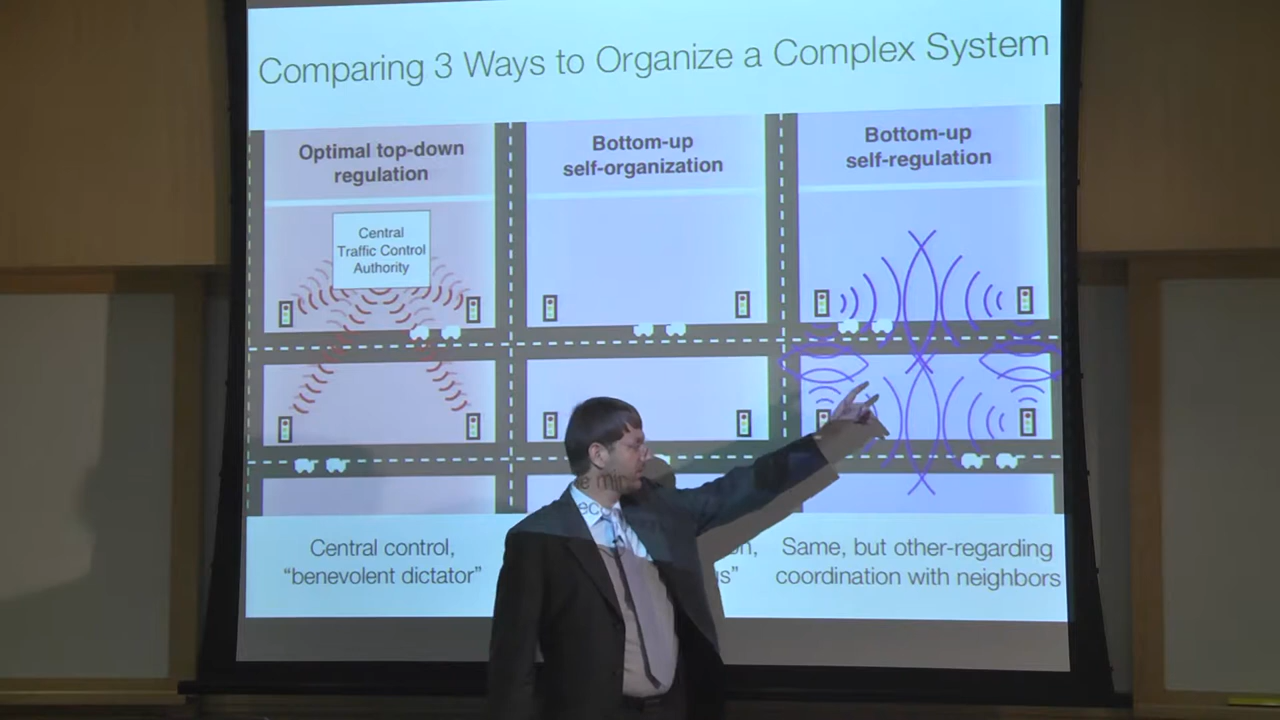 Comparing 3 Ways to Organize a Complex System
Optimal top-down
regulation
Central
Traffic Control
Authority
Central control,
“benevolent dictator”
Bottom-up
self-organization
Bottom-up
self-regulation
Same, but other-regarding
coordination with neighbors